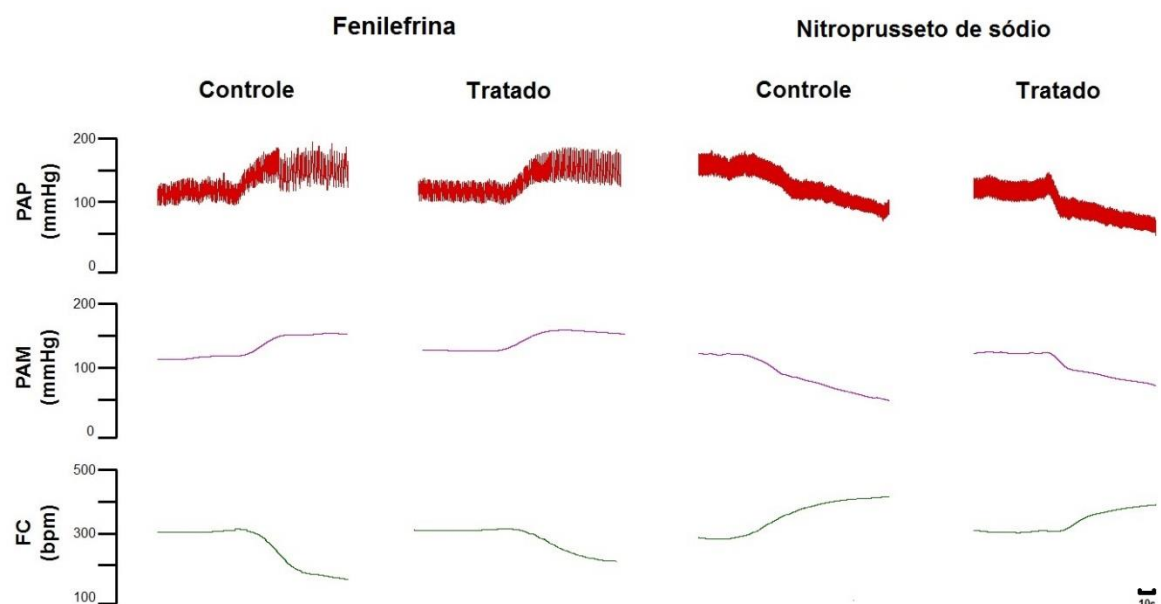 Fenilefrina
Nitroprusseto de sódio
Controle
Tratado
Controle
Tratado
PAP
(mmHg)
200
100
0
PAM
(mmHg)
200
100
0
FC
(bpm)
500
300
100
10s